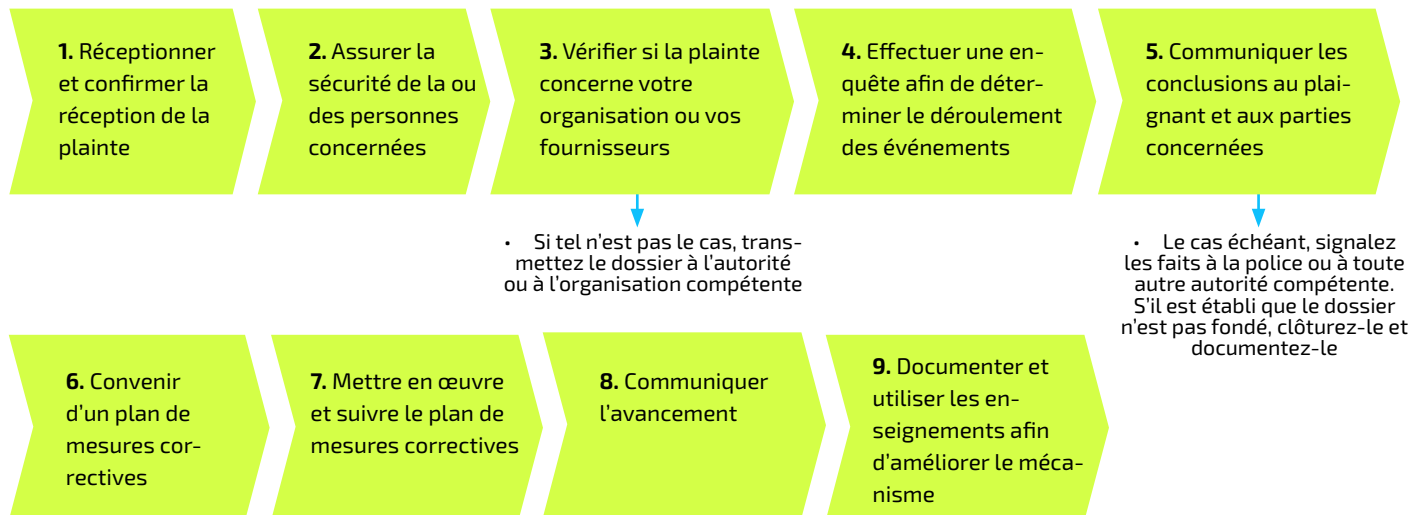 1. Réceptionner
et confirmer la
réception de la
plainte
2. Assurer la
sécurité de la ou
des personnes
concernées
3. Vérifier si la plainte
concerne votre
organisation ou vos
fournisseurs
4. Effectuer une en-
quête afin de déter-
miner le déroulement
des événements
5. Communiquer les
conclusions au plai-
gnant et aux parties
concernées
• Si tel n'est pas le cas, trans-
mettez le dossier à l'autorité
ou à l'organisation compétente
• Le cas échéant, signalez
les faits à la police ou à toute
autre autorité compétente.
S'il est établi que le dossier
n'est pas fondé, clôturez-le et
documentez-le
6. Convenir
d'un plan de
mesures cor-
rectives
7. Mettre en œuvre
et suivre le plan de
mesures correctives
8. Communiquer
l'avancement
9. Documenter et
utiliser les en-
seignements afin
d'améliorer le méca-
nisme